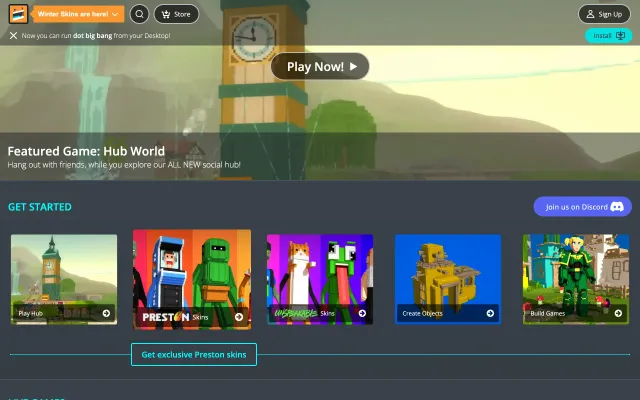 Winter Skins are here!
Store
Sign Up
Now you can run dot big bang from your Desktop!
Install
Play Now!
Featured Game: Hub World
Hang out with friends, while you explore our ALL NEW social hub!
GET STARTED
Join us on Discord
Play Hub
PRESTON Skins
UNSPEAKABLE Skins
Create Objects
Build Games
Get exclusive Preston skins